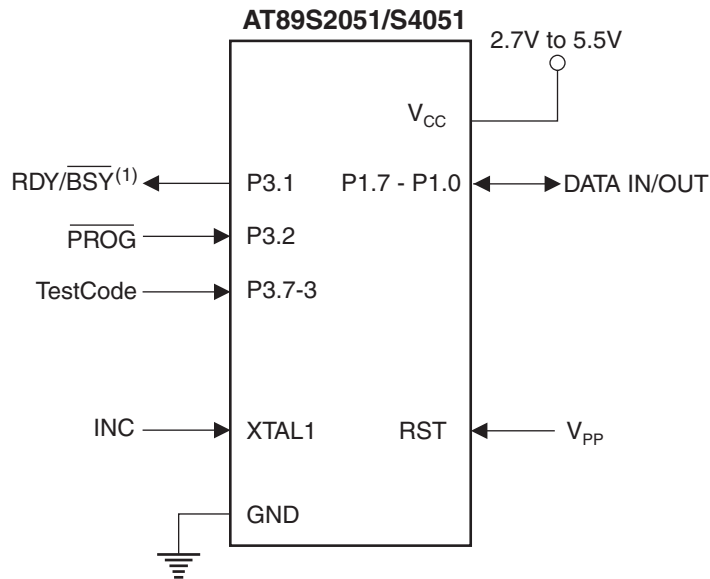 AT89S2051/S4051
2.7V to 5.5V
VCC
RDY/BSY(1) P3.1 P1.7 - P1.0 DATA IN/OUT
PROG P3.2
TestCode P3.7-3
INC XTAL1 RST VPP
GND